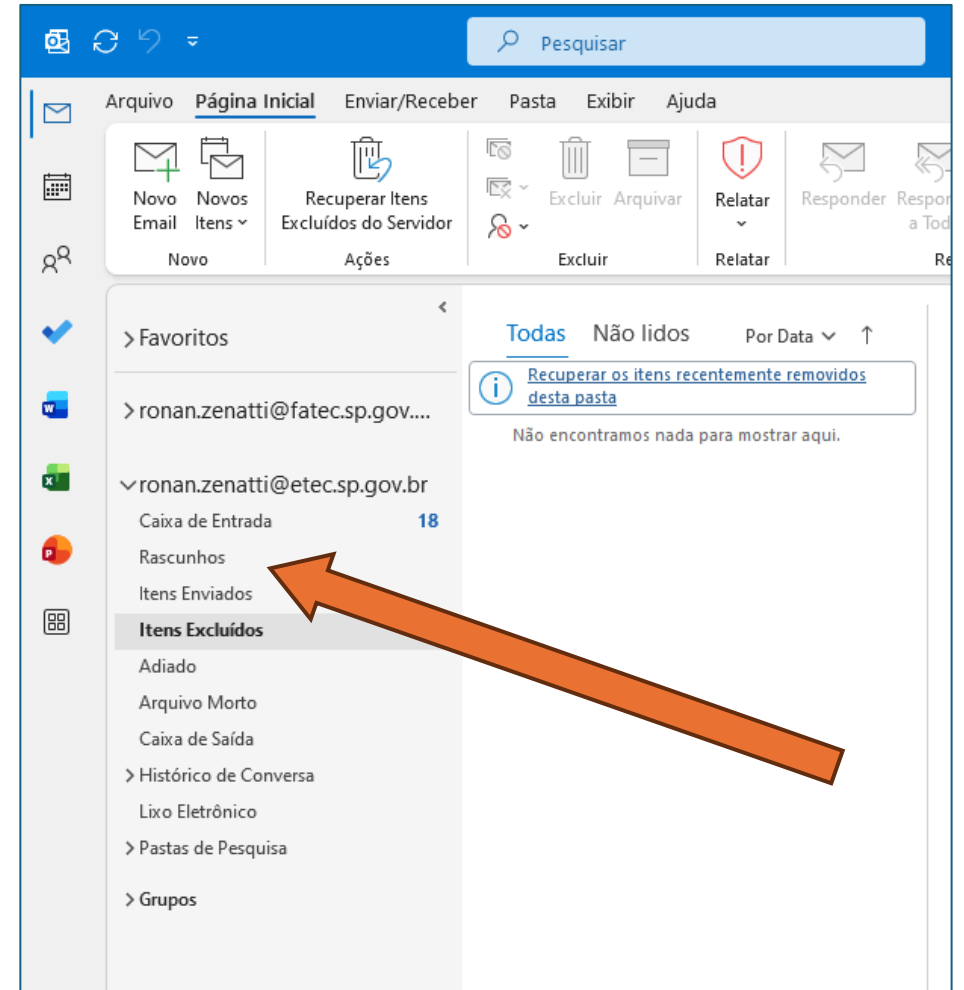 Pesquisar
Arquivo Página Inicial Enviar/Receber Pasta Exibir Ajuda
Novo Email
Novos Itens
Recuperar Itens Excluídos do Servidor
Excluir
Arquivar
Relatar
Responder
Novo
Ações
Excluir
Relatar
Favoritos
Todas Não lidos Por Data
Recuperar os itens recentemente removidos
desta pasta
Não encontramos nada para mostrar aqui.
ronan.zenatti@fatec.sp.gov....
ronan.zenatti@etec.sp.gov.br
Caixa de Entrada 18
Rascunhos
Itens Enviados
Itens Excluídos
Adiado
Arquivo Morto
Caixa de Saída
Histórico de Conversa
Lixo Eletrônico
Pastas de Pesquisa
Grupos